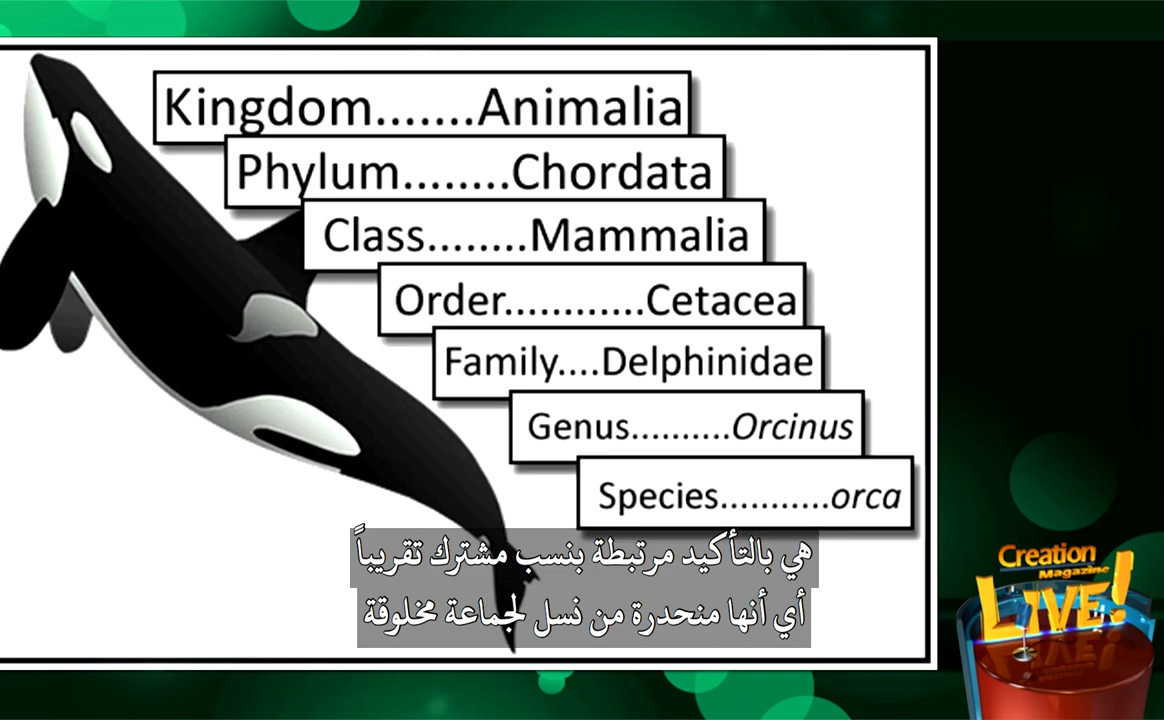 Kingdom.......Animalia
Phylum........Chordata
Class........Mammalia
Order............Cetacea
Family....Delphinidae
Genus..........Orcinus
Species...........orca
هي بالتأكيد مرتبطة بنسب مشترك تقريباً
أي أنها منحدرة من نسل لجماعة مخلوقة
Creation
Magazine
LIVE!